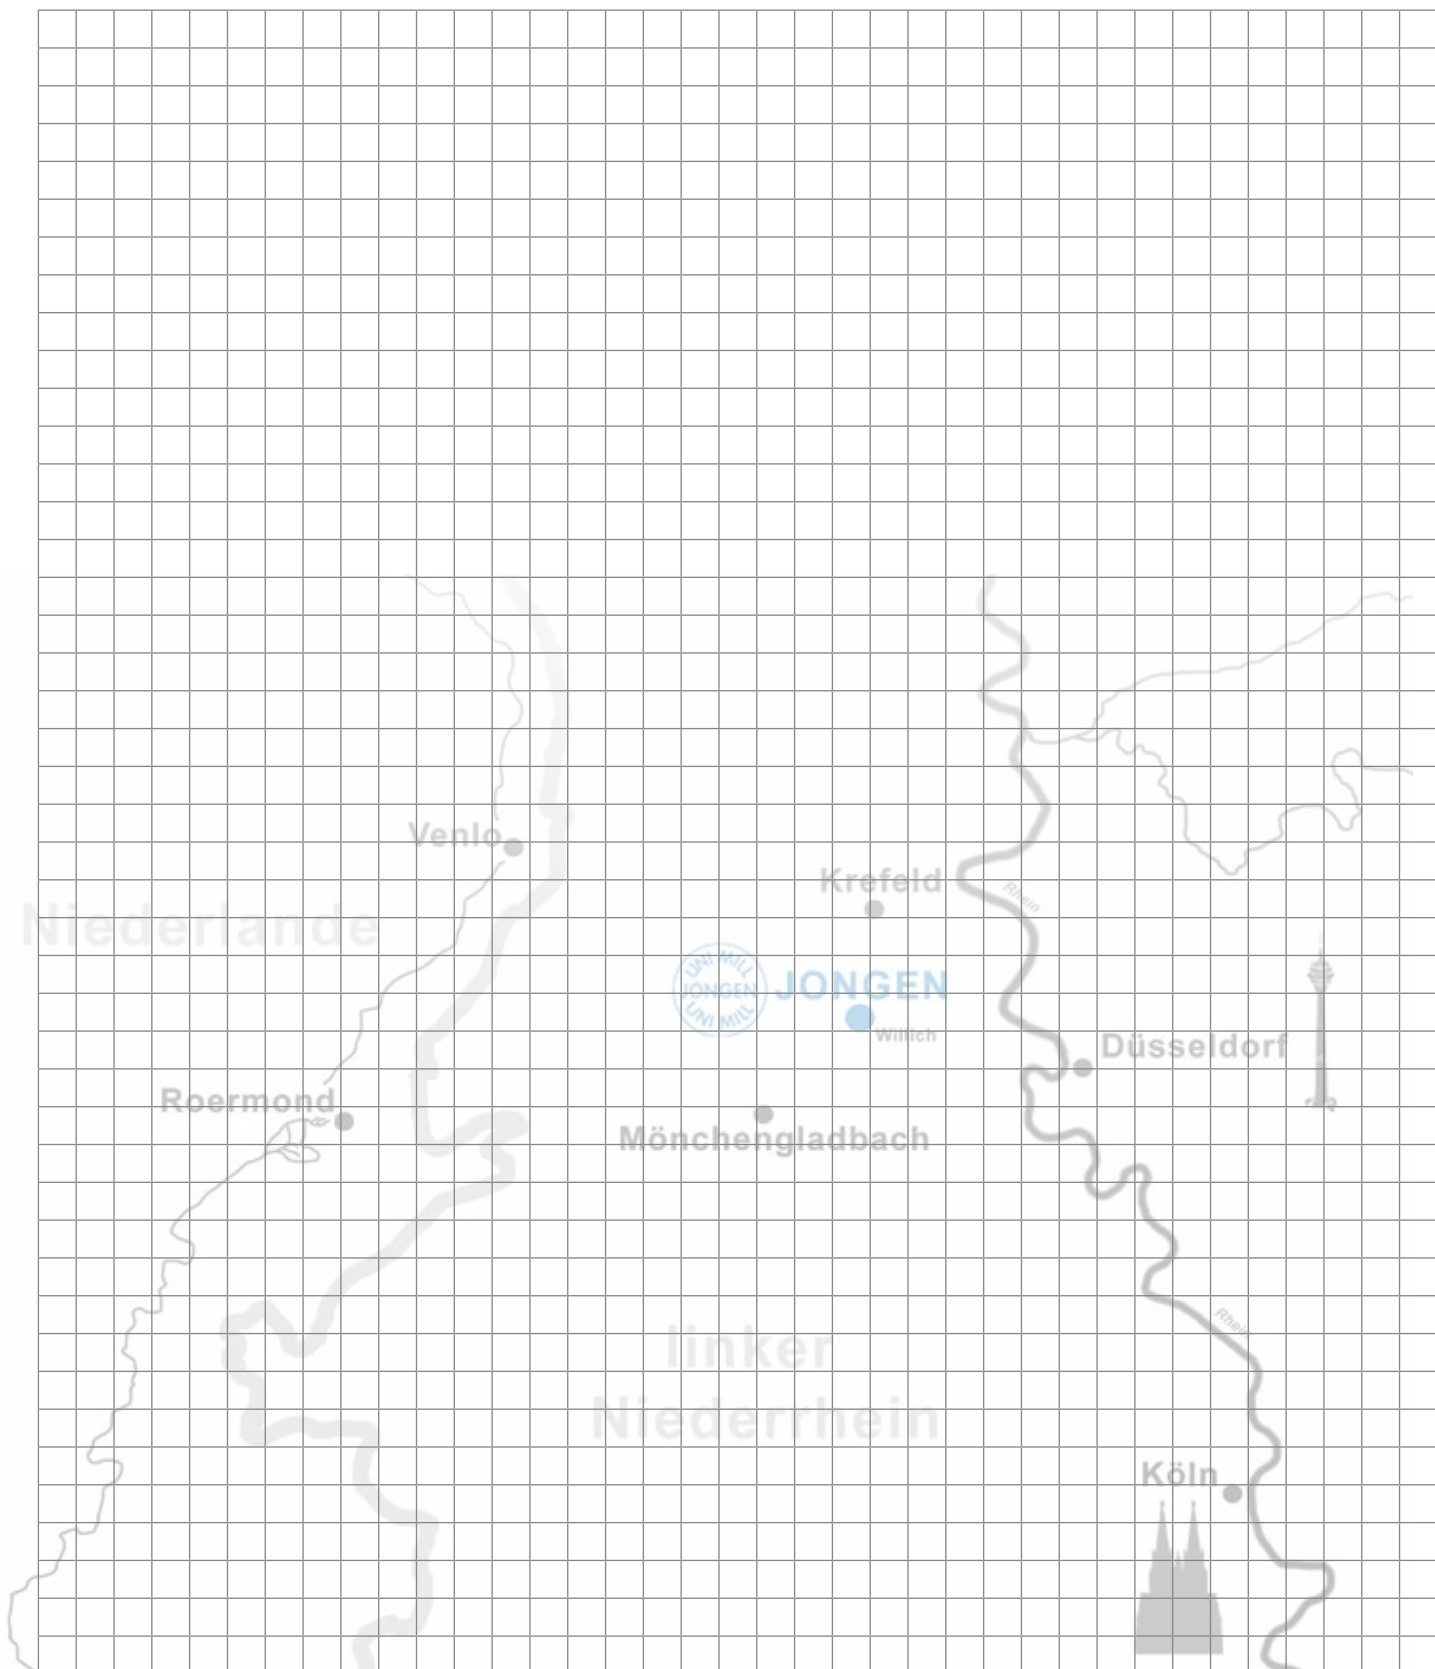 Venlo
Krefeld
Rhein
Niederlande
UNI MILL
JONGEN
UNI MILL
JONGEN
Willich
Düsseldorf
Roermond
Mönchengladbach
Rhein
linker
Niederrhein
Köln